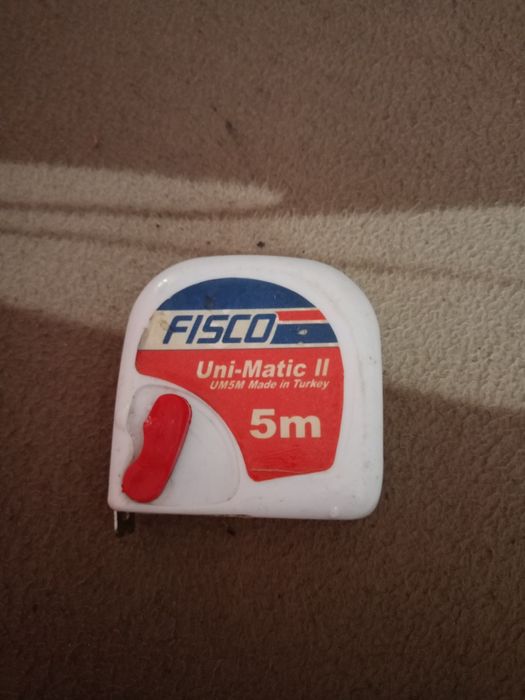 FISCO
Uni-Matic II
UM5M Made in Turkey
5m